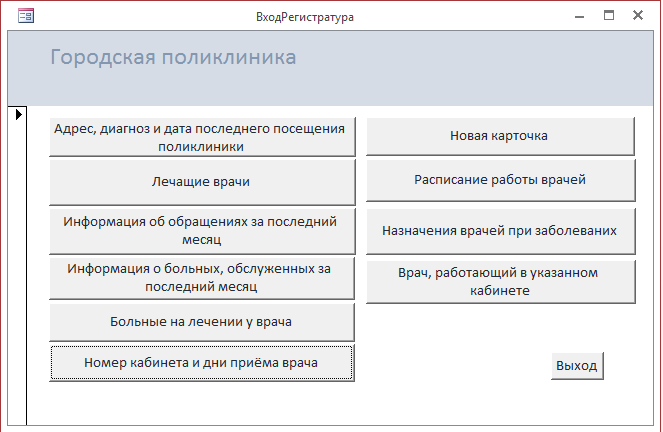 ВходРегистратура
Городская поликлиника
Адрес, диагноз и дата последнего посещения
поликлиники
Новая карточка
Лечащие врачи
Расписание работы врачей
Информация об обращениях за последний
месяц
Назначения врачей при заболеваних
Информация о больных, обслуженных за
последний месяц
Врач, работающий в указанном
кабинете
Больные на лечении у врача
Номер кабинета и дни приёма врача
Выход